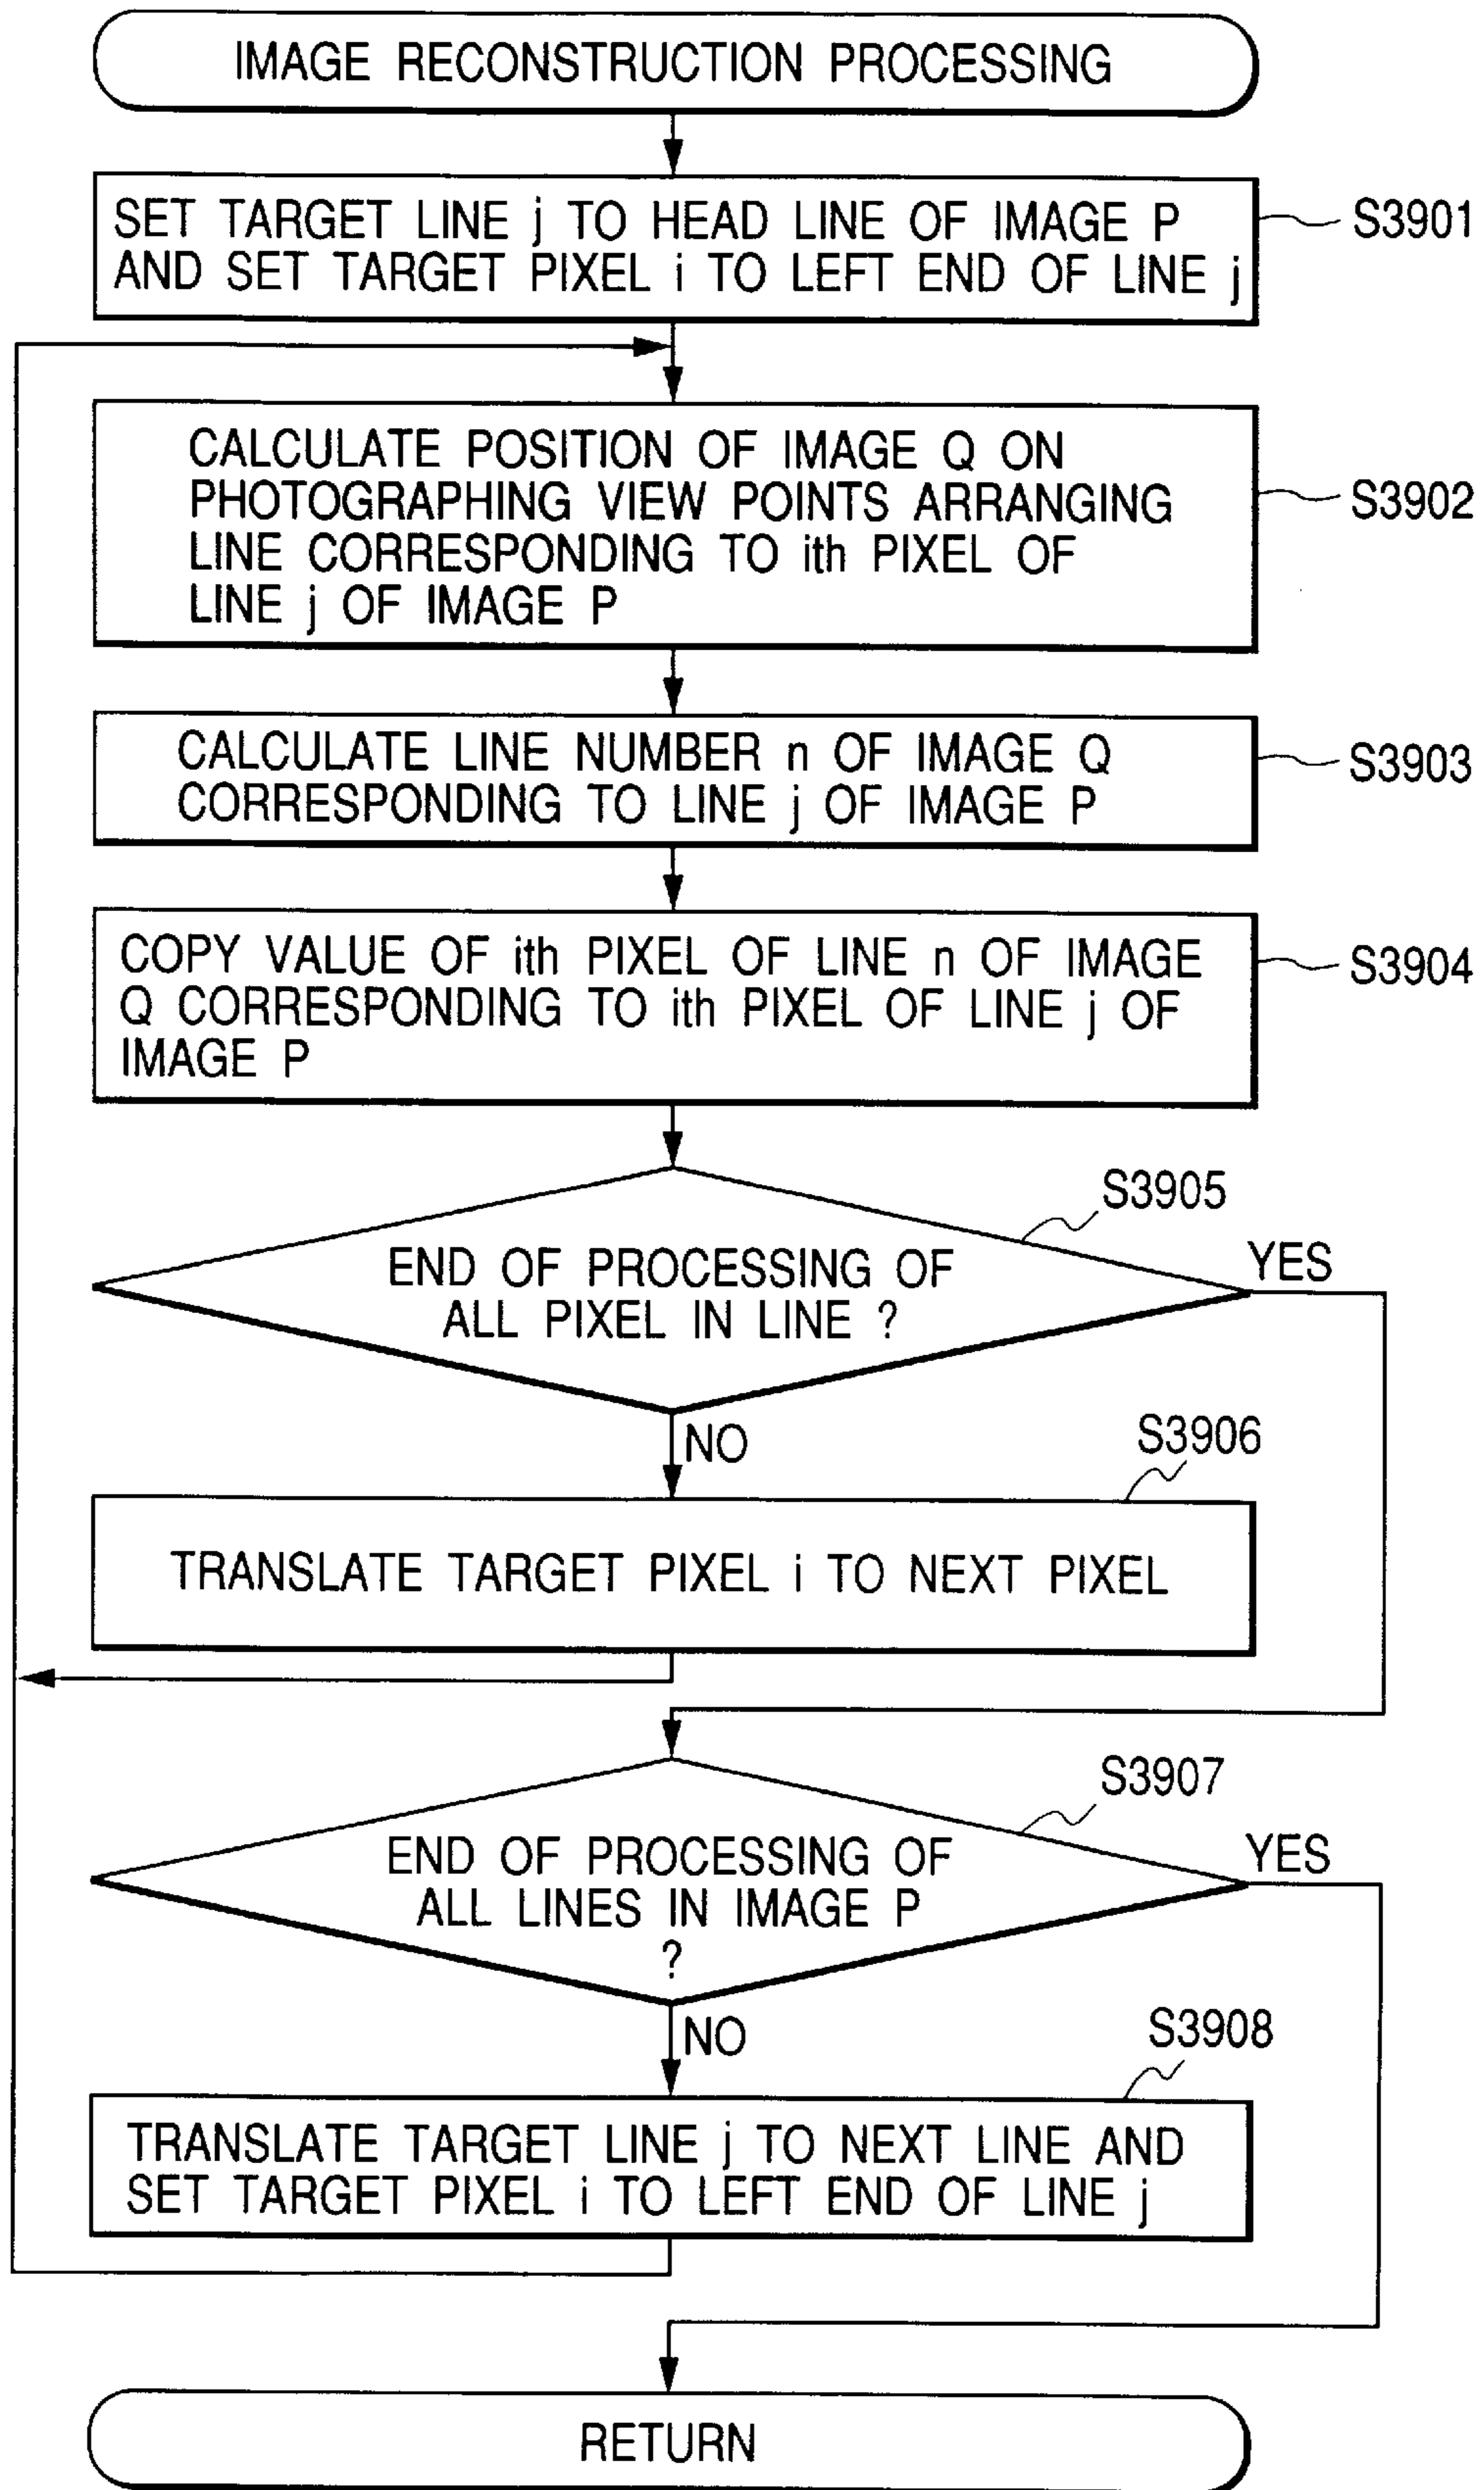 IMAGE RECONSTRUCTION PROCESSING
SET TARGET LINE j TO HEAD LINE OF IMAGE P
AND SET TARGET PIXEL i TO LEFT END OF LINE j
S3901
CALCULATE POSITION OF IMAGE Q ON
PHOTOGRAPHING VIEW POINTS ARRANGING
LINE CORRESPONDING TO ith PIXEL OF
LINE j OF IMAGE P
S3902
CALCULATE LINE NUMBER n OF IMAGE Q
CORRESPONDING TO LINE j OF IMAGE P
S3903
COPY VALUE OF ith PIXEL OF LINE n OF IMAGE
Q CORRESPONDING TO ith PIXEL OF LINE j OF
IMAGE P
S3904
S3905
END OF PROCESSING OF
ALL PIXEL IN LINE ?
YES
NO
S3906
TRANSLATE TARGET PIXEL i TO NEXT PIXEL
S3907
END OF PROCESSING OF
ALL LINES IN IMAGE P
?
YES
NO
S3908
TRANSLATE TARGET LINE j TO NEXT LINE AND
SET TARGET PIXEL i TO LEFT END OF LINE j
RETURN